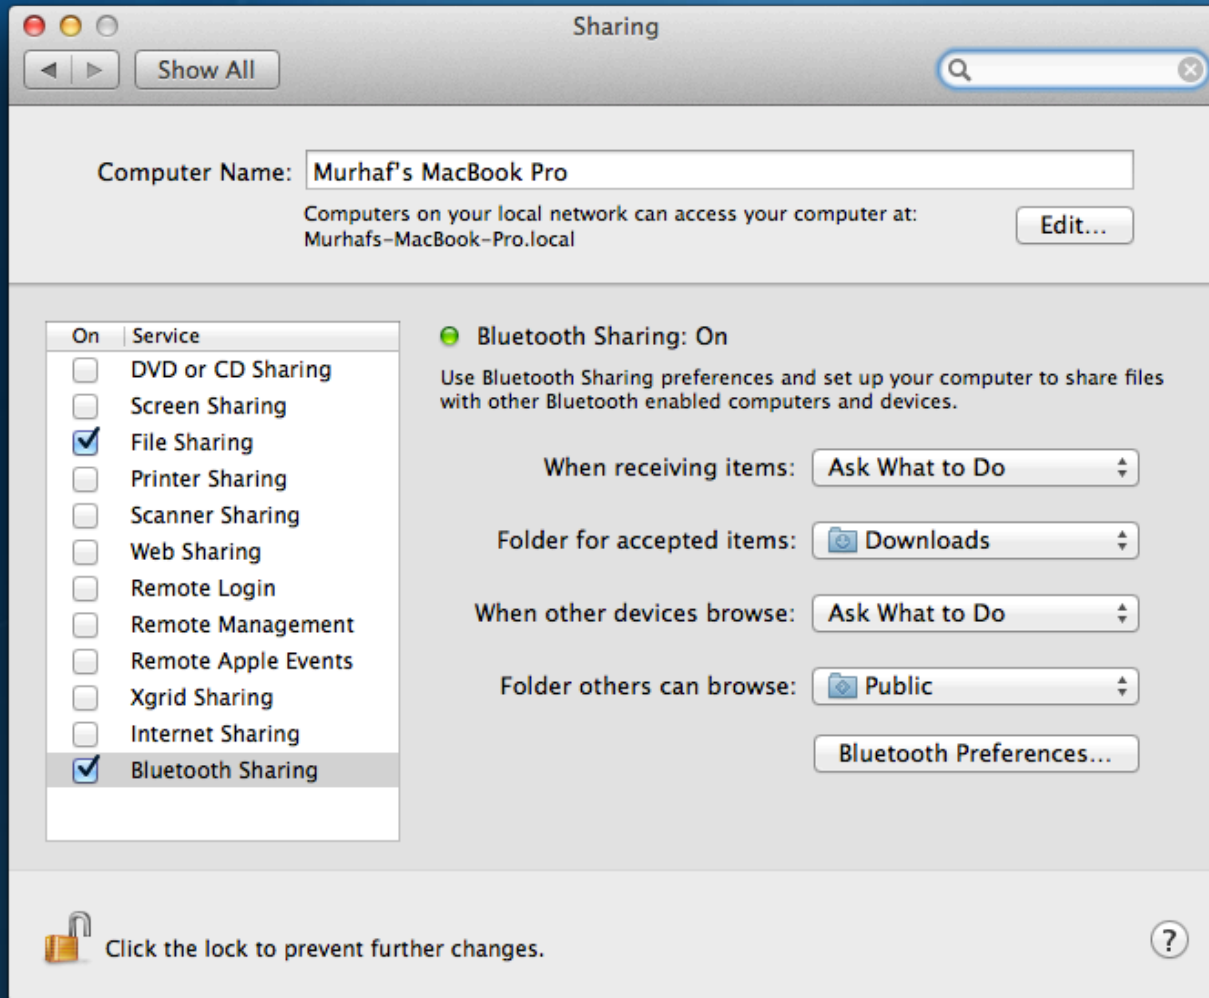 Sharing
Show All
Computer Name: Murhaf's MacBook Pro
Computers on your local network can access your computer at:
Murhafs-MacBook-Pro.local
Edit...
On Service
DVD or CD Sharing
Screen Sharing
File Sharing
Printer Sharing
Scanner Sharing
Web Sharing
Remote Login
Remote Management
Remote Apple Events
Xgrid Sharing
Internet Sharing
Bluetooth Sharing
Bluetooth Sharing: On
Use Bluetooth Sharing preferences and set up your computer to share files
with other Bluetooth enabled computers and devices.
When receiving items: Ask What to Do
Folder for accepted items: Downloads
When other devices browse: Ask What to Do
Folder others can browse: Public
Bluetooth Preferences...
Click the lock to prevent further changes.
?